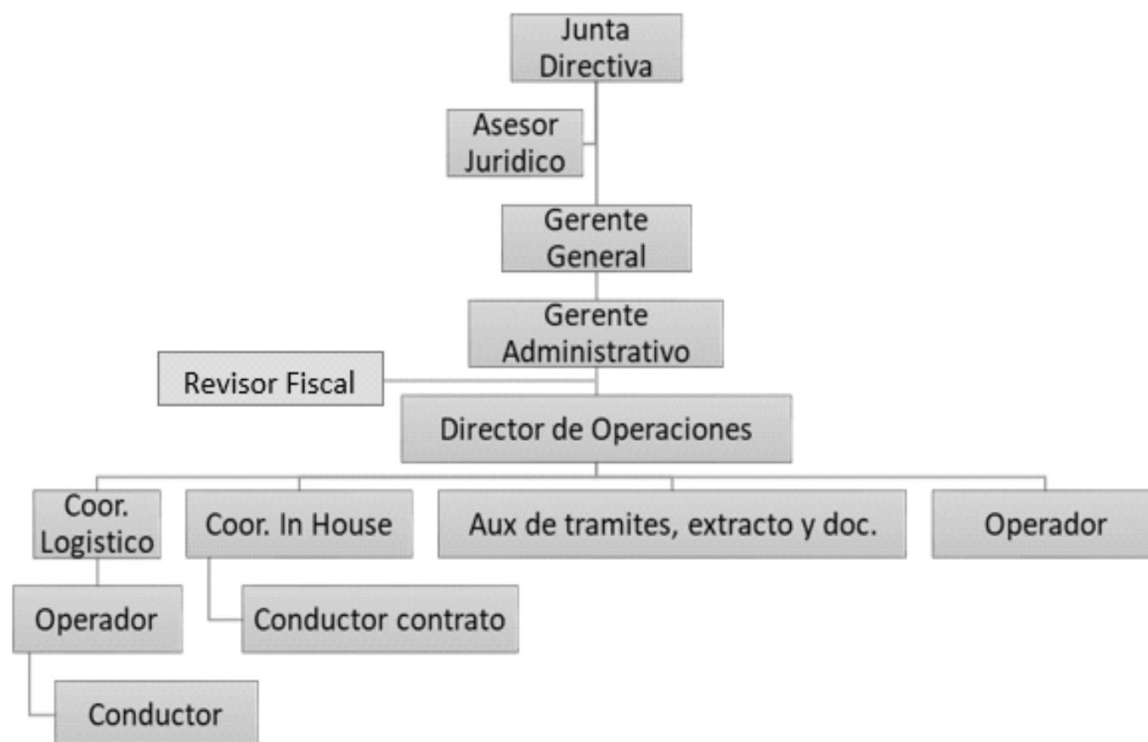 Junta
Directiva
Asesor
Juridico
Gerente
General
Gerente
Administrativo
Revisor Fiscal
Director de Operaciones
Coor.
Logistico
Coor. In House
Aux de tramites, extracto y doc.
Operador
Operador
Conductor contrato
Conductor